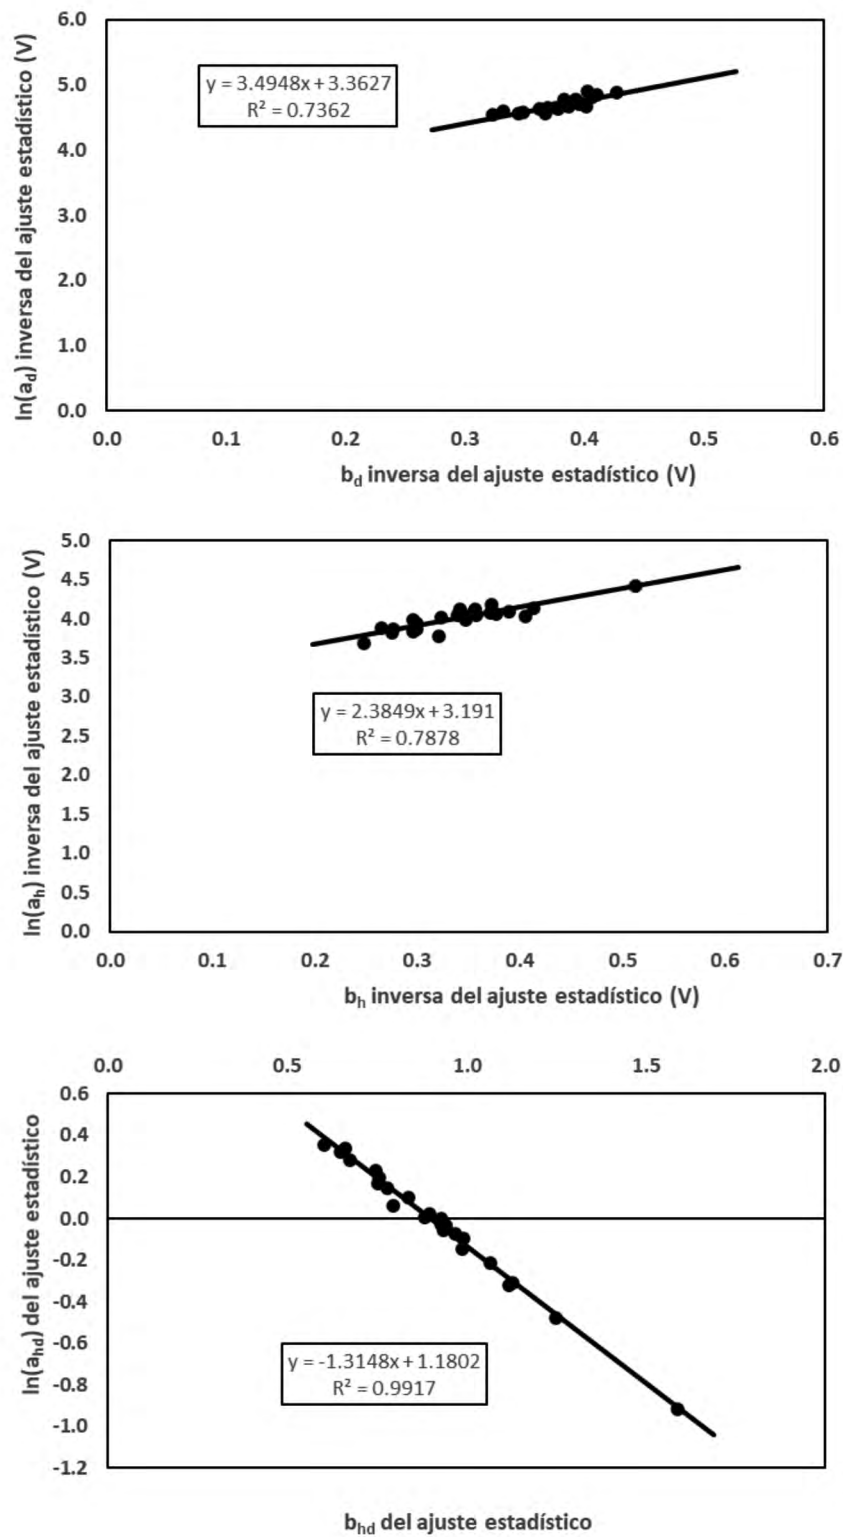 ln(a_d) inversa del ajuste estadístico (V)
6.0
5.0
4.0
3.0
2.0
1.0
0.0
y = 3.4948x + 3.3627
R² = 0.7362
0.0 0.1 0.2 0.3 0.4 0.5 0.6
b_d inversa del ajuste estadístico (V)
ln(a_h) inversa del ajuste estadístico (V)
5.0
4.5
4.0
3.5
3.0
2.5
2.0
1.5
1.0
0.5
0.0
y = 2.3849x + 3.191
R² = 0.7878
0.0 0.1 0.2 0.3 0.4 0.5 0.6 0.7
b_h inversa del ajuste estadístico (V)
0.0 0.5 1.0 1.5 2.0
ln(a_hd) del ajuste estadístico
0.6
0.4
0.2
0.0
-0.2
-0.4
-0.6
-0.8
-1.0
-1.2
y = -1.3148x + 1.1802
R² = 0.9917
b_hd del ajuste estadístico